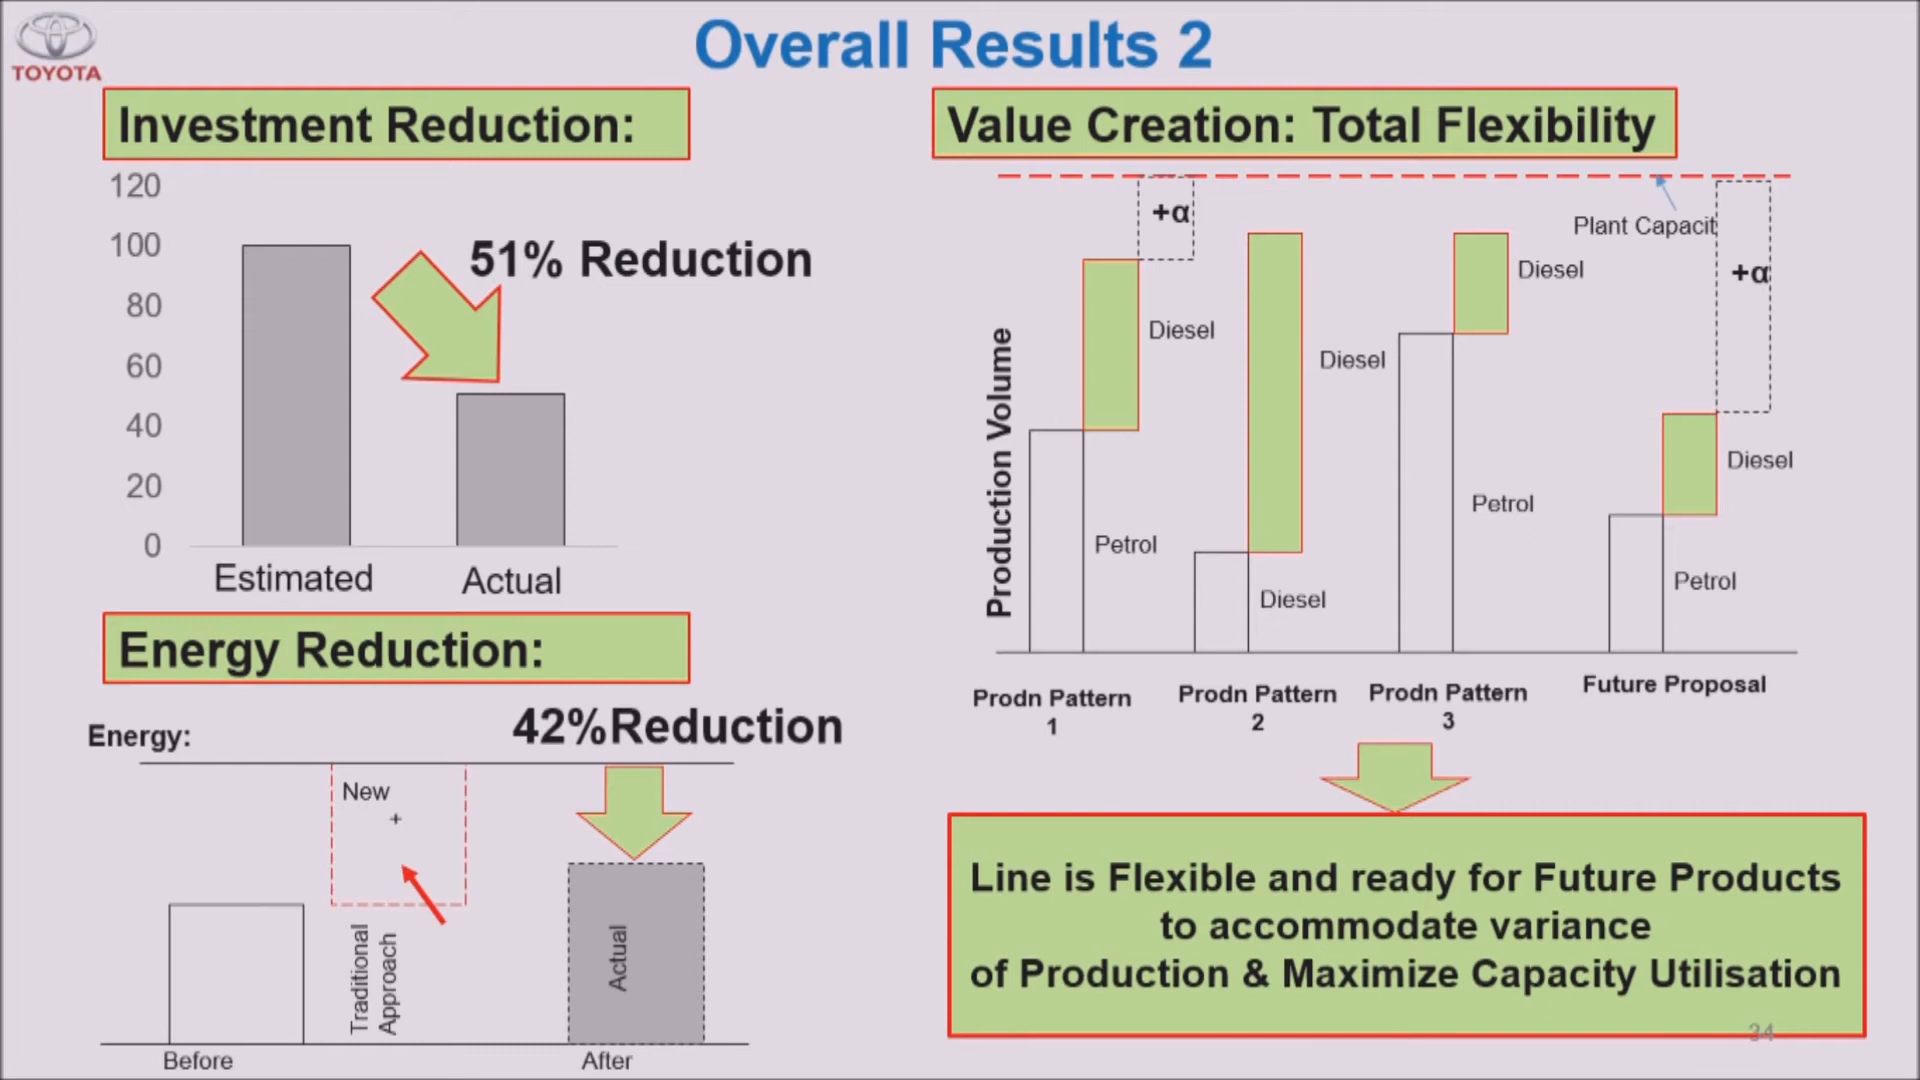 TOYOTA
Overall Results 2
Investment Reduction:
120
100
80
60
40
20
0
51% Reduction
Estimated
Actual
Energy Reduction:
Energy:
42%Reduction
New
+
Traditional
Approach
Actual
Before
After
Value Creation: Total Flexibility
Production Volume
+α
Diesel
Petrol
Diesel
Diesel
Diesel
Petrol
Plant Capacit
+α
Diesel
Petrol
Prodn Pattern
1
Prodn Pattern
2
Prodn Pattern
3
Future Proposal
Line is Flexible and ready for Future Products
to accommodate variance
of Production & Maximize Capacity Utilisation
34